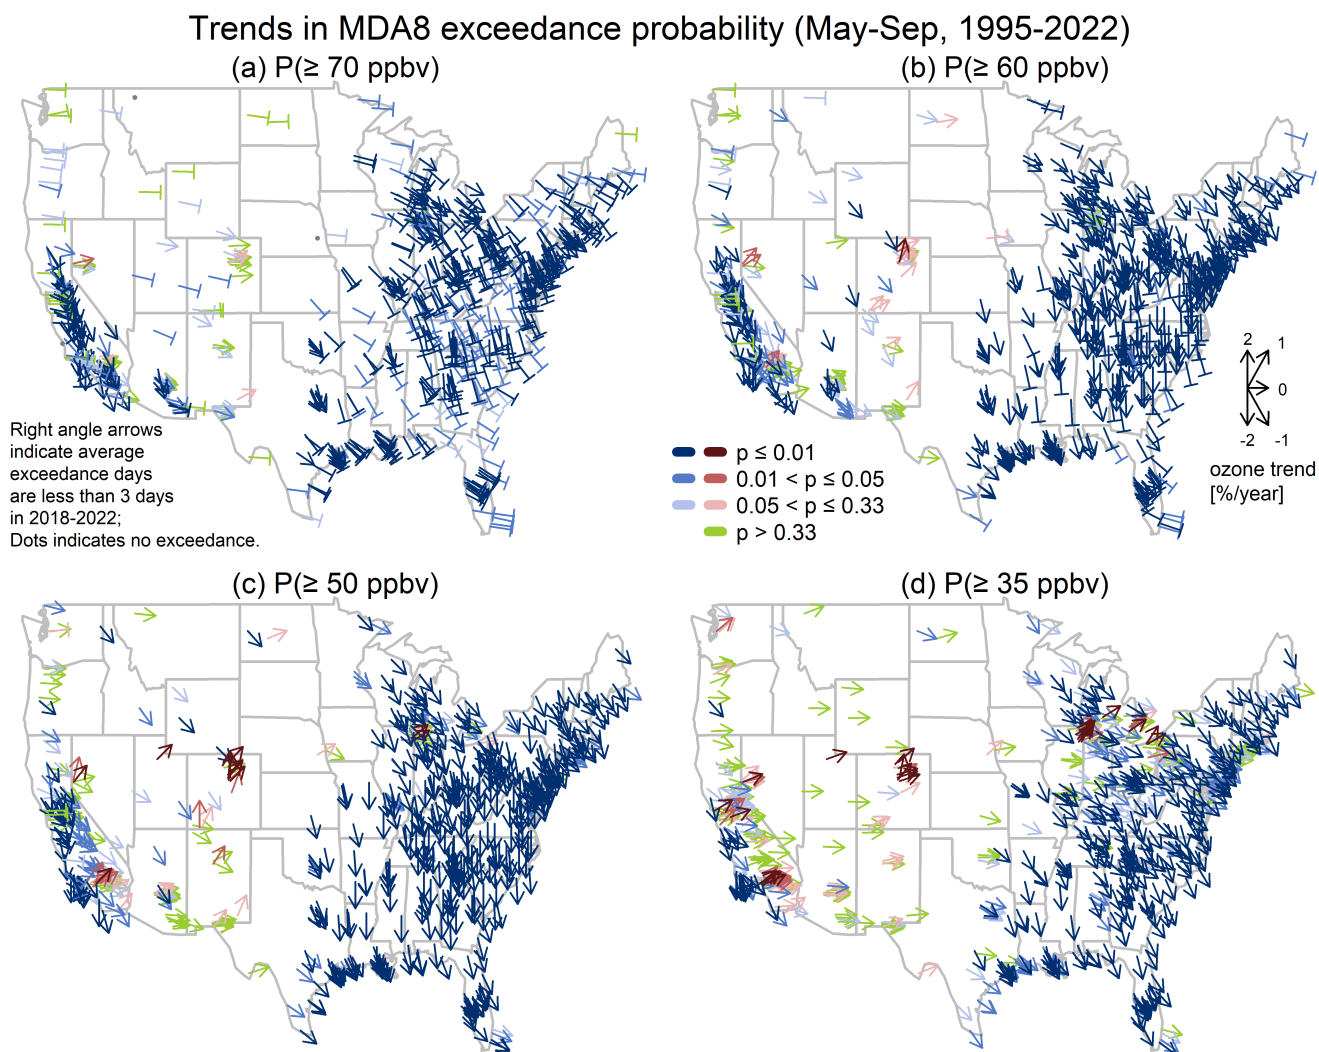 Trends in MDA8 exceedance probability (May-Sep, 1995-2022)
(a) P(≥ 70 ppbv)
(b) P(≥ 60 ppbv)
Right angle arrows
indicate average
exceedance days
are less than 3 days
in 2018-2022;
Dots indicates no exceedance.
p ≤ 0.01
0.01 < p ≤ 0.05
0.05 < p ≤ 0.33
p > 0.33
2
1
0
-2
-1
ozone trend
[%/year]
(c) P(≥ 50 ppbv)
(d) P(≥ 35 ppbv)